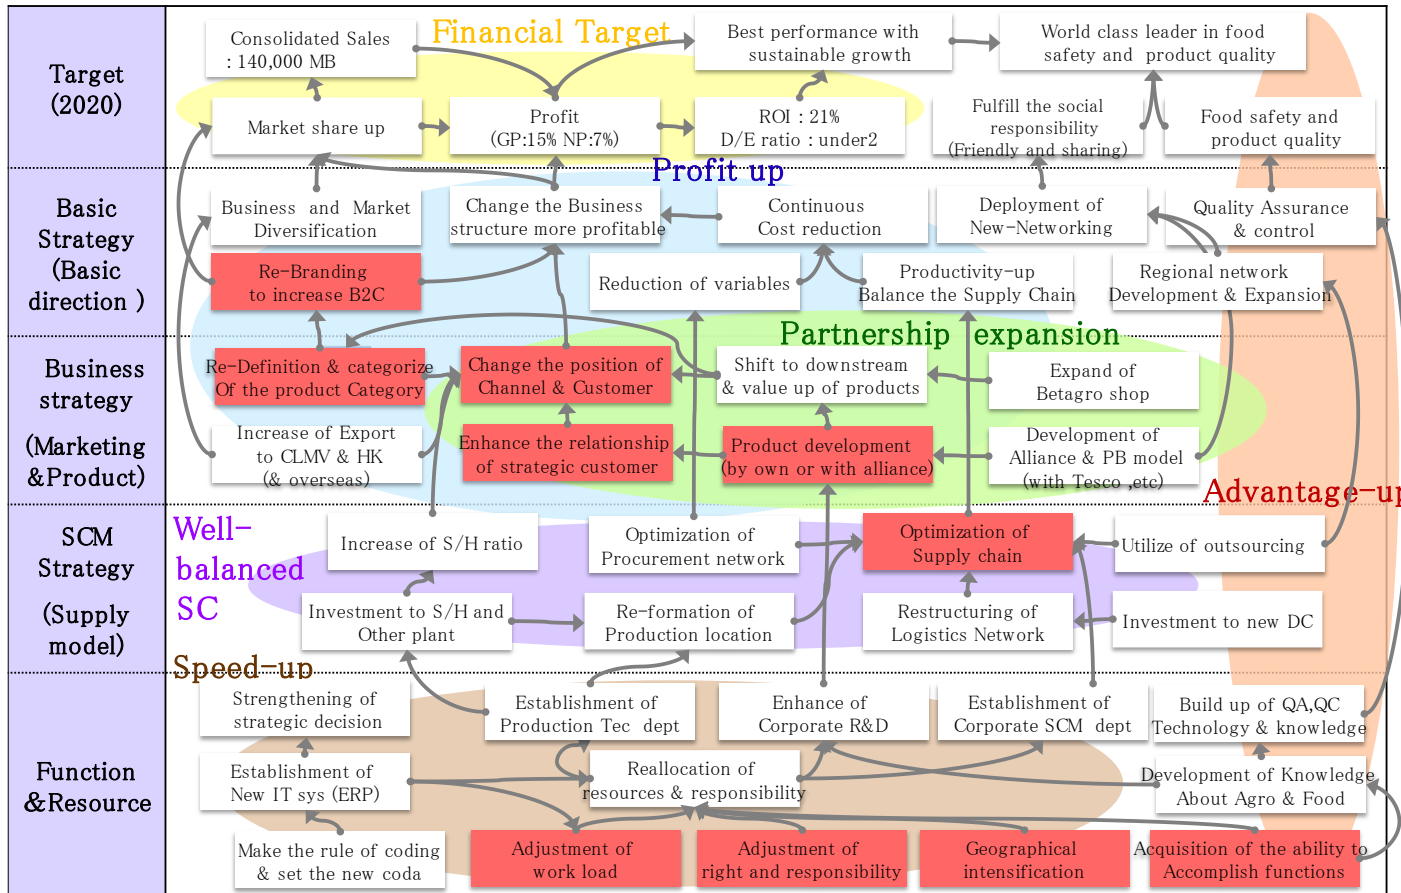 Target
(2020)
Financial Target
Consolidated Sales
: 140,000 MB
Best performance with
sustainable growth
World class leader in food
safety and product quality
Market share up
Profit
(GP:15% NP:7%)
ROI : 21%
D/E ratio : under2
Fulfill the social
responsibility
(Friendly and sharing)
Food safety and
product quality
Profit up
Basic
Strategy
(Basic
direction )
Business and Market
Diversification
Change the Business
structure more profitable
Continuous
Cost reduction
Deployment of
New-Networking
Quality Assurance
& control
Re-Branding
to increase B2C
Reduction of variables
Productivity-up
Balance the Supply Chain
Regional network
Development & Expansion
Partnership expansion
Business
strategy
(Marketing
&Product)
Re-Definition & categorize
Of the product Category
Change the position of
Channel & Customer
Shift to downstream
& value up of products
Expand of
Betagro shop
Increase of Export
to CLMV & HK
(& overseas)
Enhance the relationship
of strategic customer
Product development
(by own or with alliance)
Development of
Alliance & PB model
(with Tesco ,etc)
Advantage-up
SCM
Strategy
(Supply
model)
Well-
balanced
SC
Increase of S/H ratio
Optimization of
Procurement network
Optimization of
Supply chain
Utilize of outsourcing
Investment to S/H and
Other plant
Re-formation of
Production location
Restructuring of
Logistics Network
Investment to new DC
Speed-up
Function
&Resource
Strengthening of
strategic decision
Establishment of
Production Tec dept
Enhance of
Corporate R&D
Establishment of
Corporate SCM dept
Build up of QA,QC
Technology & knowledge
Establishment of
New IT sys (ERP)
Reallocation of
resources & responsibility
Development of Knowledge
About Agro & Food
Make the rule of coding
& set the new coda
Adjustment of
work load
Adjustment of
right and responsibility
Geographical
intensification
Acquisition of the ability to
Accomplish functions